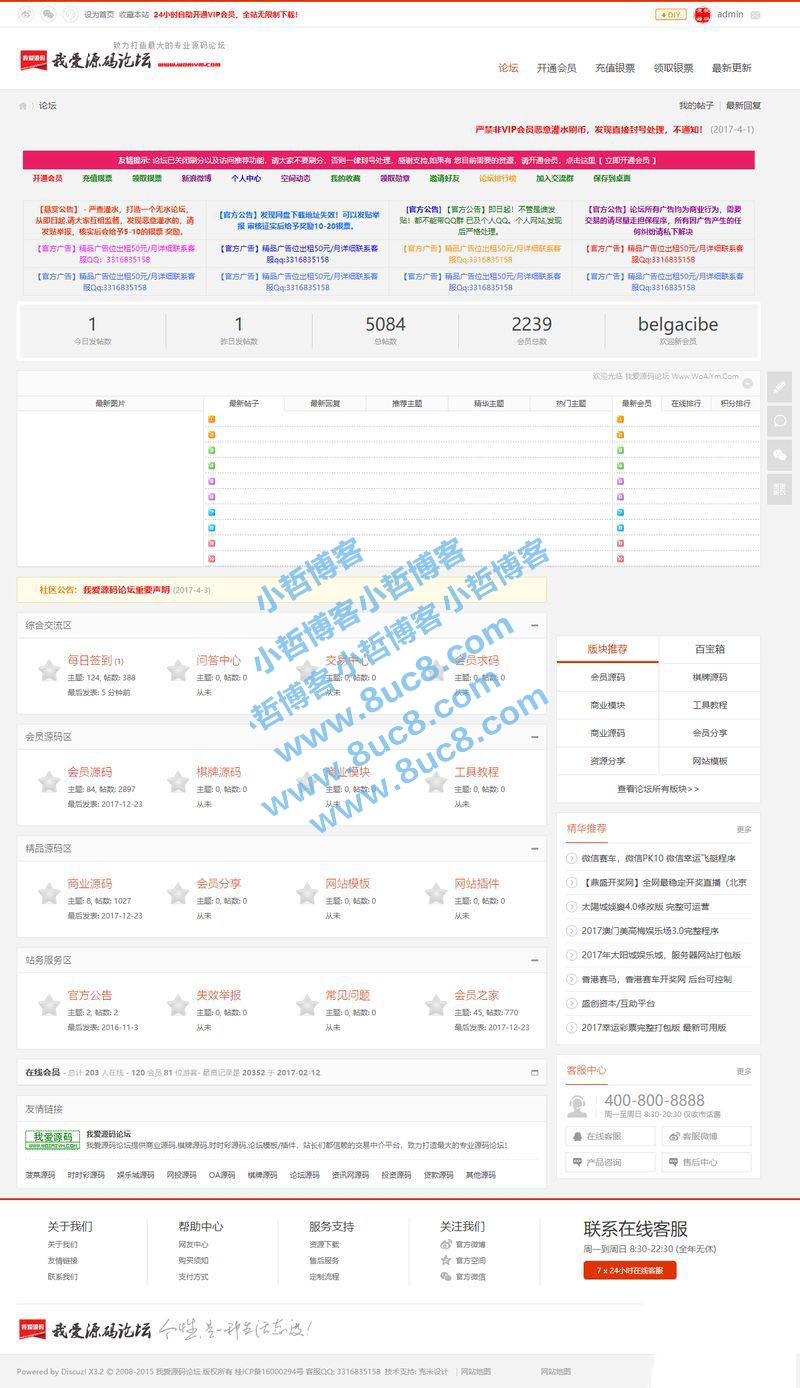 设为首页 收藏本站 24小时自助开通VIP会员，全站无限制下载！
DIY admin
致力打造最大的专业源码论坛
我爱源码论坛 www.woaiym.com
论坛 开通会员 充值银票 领取银票 最新更新
论坛 我的帖子 | 最新回复
严禁非VIP会员恶意灌水刷币，发现直接封号处理，不通知！ (2017-4-1)
友情提示: 论坛已关闭刷分以及访问推荐功能，请大家不要刷分，否则一律封号处理，感谢支持,如果有 您目前需要的资源，请开通会员，点击这里【 立即开通会员 】
开通会员 充值银票 领取银票 新浪微博 个人中心 空间动态 我的收藏 领取勋章 邀请好友 论坛排行榜 加入交流群 保存到桌面
【悬赏公告】 - 严查灌水，打造一个无水论坛，从即日起,请大家互相监督，发现恶意灌水的，请发贴举报，核实后会给予5-10的银票 奖励。
【官方公告】发现网盘下载地址失效！可以发贴举报 审核证实后给予奖励10-20银票。
【官方公告】【官方公告】即日起！不管是谁发贴！都不能带QQ群 已及个人QQ。个人网站,发现后严格处理。
【官方公告】论坛所有广告均为商业行为，需要交易的请尽量走担保程序，所有因广告产生的任何纠纷请私下解决
【官方广告】精品广告位出租50元/月详细联系客服QQ：3316835158
【官方广告】精品广告位出租50元/月详细联系客服qq:3316835158
【官方广告】精品广告位出租50元/月详细联系客服Qq:3316835158
【官方广告】精品广告位出租50元/月详细联系客服Qq:3316835158
【官方广告】精品广告位出租50元/月详细联系客服Qq:3316835158
【官方广告】精品广告位出租50元/月详细联系客服Qq:3316835158
【官方广告】精品广告位出租50元/月详细联系客服Qq:3316835158
【官方广告】精品广告位出租50元/月详细联系客服Qq:3316835158
1 1 5084 2239 belgacibe
今日发帖数 昨日发帖数 总帖数 会员总数 欢迎新会员
欢迎光临 我爱源码论坛 Www.WoAiYm.Com
最新图片 最新帖子 最新回复 推荐主题 精华主题 热门主题 最新会员 在线排行 积分排行
小哲博客
小哲博客小哲博客
小哲博客小哲博客
www.8uc8.com
www.8uc8.com
www.8uc8.com
社区公告： 我爱源码论坛重要声明 (2017-4-3)
综合交流区
每日签到 (1) 问答中心 交易中心 会员求码
主题: 124, 帖数: 388 主题: 0, 帖数: 0 主题: 0, 帖数: 0 主题: 0, 帖数: 0
最后发表: 5 分钟前 从未 从未 从未
会员源码区
会员源码 棋牌源码 商业模块 工具教程
主题: 84, 帖数: 2897 主题: 0, 帖数: 0 主题: 0, 帖数: 0 主题: 0, 帖数: 0
最后发表: 2017-12-23 从未 从未 从未
精品源码区
商业源码 会员分享 网站模板 网站插件
主题: 8, 帖数: 1027 主题: 0, 帖数: 0 主题: 0, 帖数: 0 主题: 0, 帖数: 0
最后发表: 2017-12-23 从未 从未 从未
站务服务区
官方公告 失效举报 常见问题 会员之家
主题: 2, 帖数: 2 主题: 0, 帖数: 0 主题: 0, 帖数: 0 主题: 45, 帖数: 770
最后发表: 2016-11-3 从未 从未 最后发表: 2017-12-23
在线会员 - 总计 203 人在线 - 120 会员,81 位游客- 最高记录是 20352 于 2017-02-12.
友情链接
我爱源码 WWW.WOAIYM.COM
我爱源码论坛
我爱源码论坛提供商业源码.棋牌源码.时时彩源码.论坛模板/插件，站长们都信赖的交易中介平台，致力打造最大的专业源码论坛！
菠菜源码 时时彩源码 娱乐城源码 网投源码 OA源码 棋牌源码 论坛源码 资讯网源码 投资源码 贷款源码 其他源码
版块推荐 百宝箱
会员源码 棋牌源码
商业模块 工具教程
商业源码 会员分享
资源分享 网站模板
查看论坛所有版块>>
精华推荐 更多
微信赛车，微信PK10 微信幸运飞艇程序
【鼎盛开奖网】全网最稳定开奖直播（北京
太陽城娛樂4.0修改版 完整可运营
2017澳门美高梅娱乐场3.0完整程序
2017年太阳城娱乐城，服务器网站打包版
香港赛马，香港赛车开奖网 后台可控制
盛创资本/互助平台
2017幸运彩票完整打包版 最新可用版
客服中心 更多
400-800-8888
周一至周日 8:30-20:30 仅收市话费
在线客服 客服微博
产品咨询 售后中心
关于我们 帮助中心 服务支持 关注我们 联系在线客服
关于我们 网友中心 资源下载 官方微博 周一到周日 8:30-22:30 (全年无休)
友情链接 购买须知 售后服务 官方空间 7 x 24小时在线客服
联系我们 支付方式 定制流程 官方微信
我爱源码论坛 个性,是一种生活态度!
Powered by Discuz! X3.2 © 2008-2015 我爱源码论坛 版权所有 桂ICP备16000294号 客服QQ: 3316835158 技术支持: 克米设计 | 网站地图 网站地图